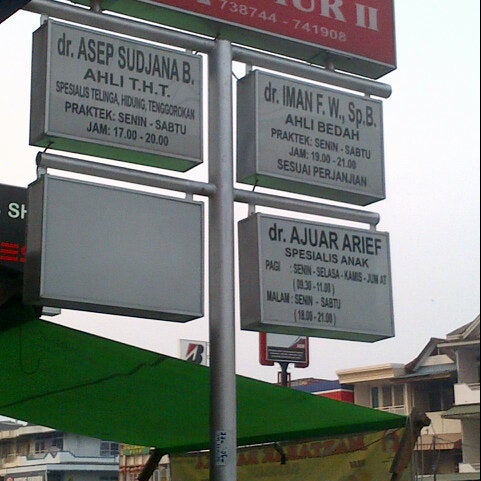 738744 - 741908
dr. ASEP SUDJANA B.
AHLI T.H.T.
SPESIALIS TELINGA, HIDUNG, TENGGOROKAN
PRAKTEK: SENIN - SABTU
JAM: 17.00 - 20.00
dr. IMAN F. W., Sp.B.
AHLI BEDAH
PRAKTEK: SENIN - SABTU
JAM: 19.00 - 21.00
SESUAI PERJANJIAN
dr. AJUAR ARIEF
SPESIALIS ANAK
PAGI : SENIN - SELASA - KAMIS - JUM AT
( 09.30 - 11.00 )
MALAM : SENIN - SABTU
( 18.00 - 21.00 )